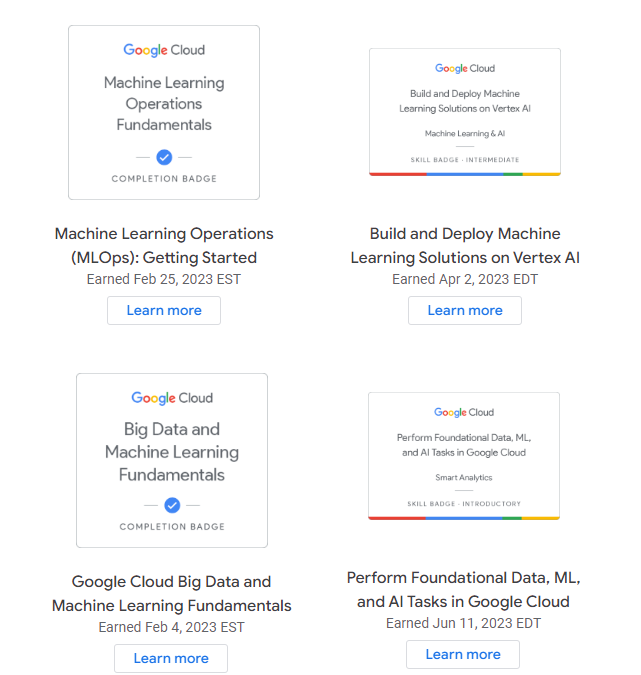 Google Cloud
Machine Learning
Operations
Fundamentals
COMPLETION BADGE
Machine Learning Operations
(MLOps): Getting Started
Earned Feb 25, 2023 EST
Learn more
Google Cloud
Build and Deploy Machine
Learning Solutions on Vertex AI
Machine Learning & AI
SKILL BADGE · INTERMEDIATE
Build and Deploy Machine
Learning Solutions on Vertex AI
Earned Apr 2, 2023 EDT
Learn more
Google Cloud
Big Data and
Machine Learning
Fundamentals
COMPLETION BADGE
Google Cloud Big Data and
Machine Learning Fundamentals
Earned Feb 4, 2023 EST
Learn more
Google Cloud
Perform Foundational Data, ML,
and AI Tasks in Google Cloud
Smart Analytics
SKILL BADGE · INTRODUCTORY
Perform Foundational Data, ML,
and AI Tasks in Google Cloud
Earned Jun 11, 2023 EDT
Learn more